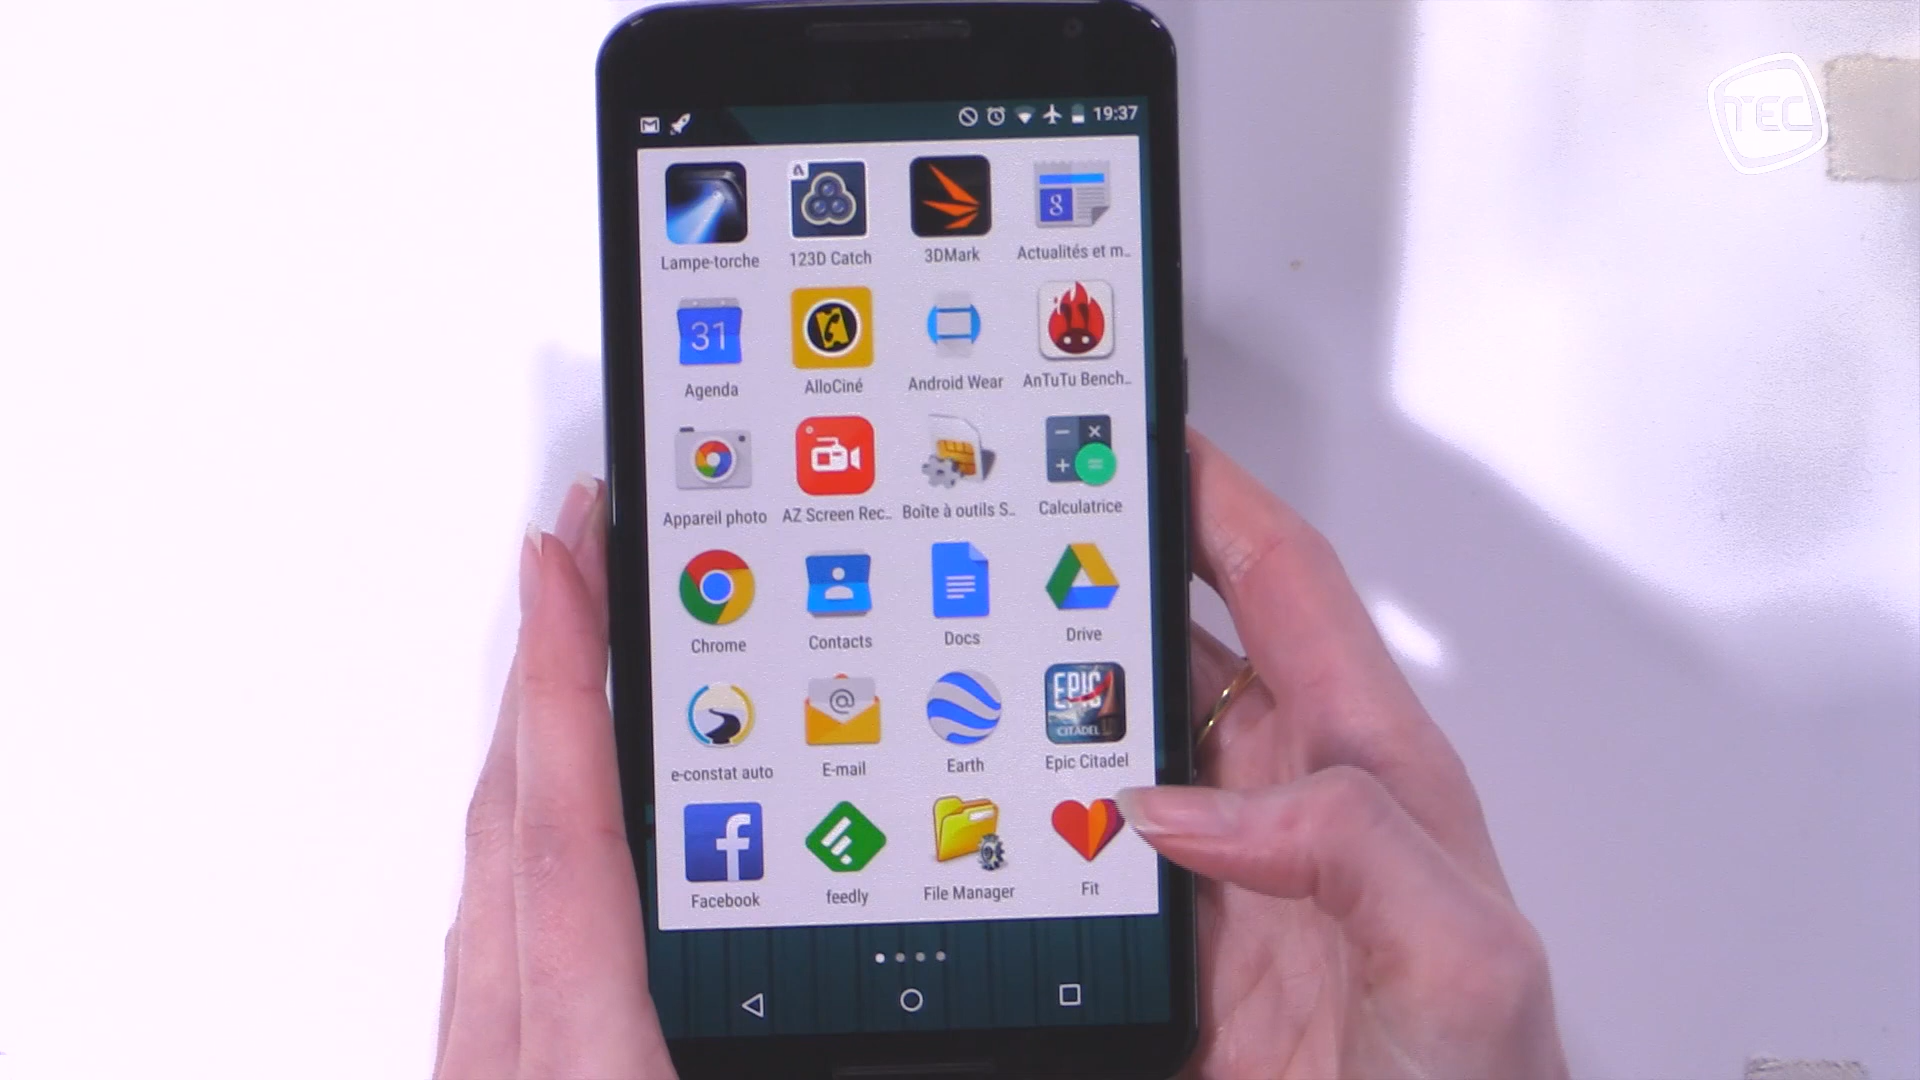 TEC
19:37
Lampe-torche
123D Catch
3DMark
Actualités et m..
8
31
Agenda
AlloCiné
Android Wear
AnTuTu Bench..
Appareil photo
AZ Screen Rec..
Boîte à outils S..
Calculatrice
Chrome
Contacts
Docs
Drive
@
EPIC
CITADEL
e-constat auto
E-mail
Earth
Epic Citadel
f
Facebook
feedly
File Manager
Fit